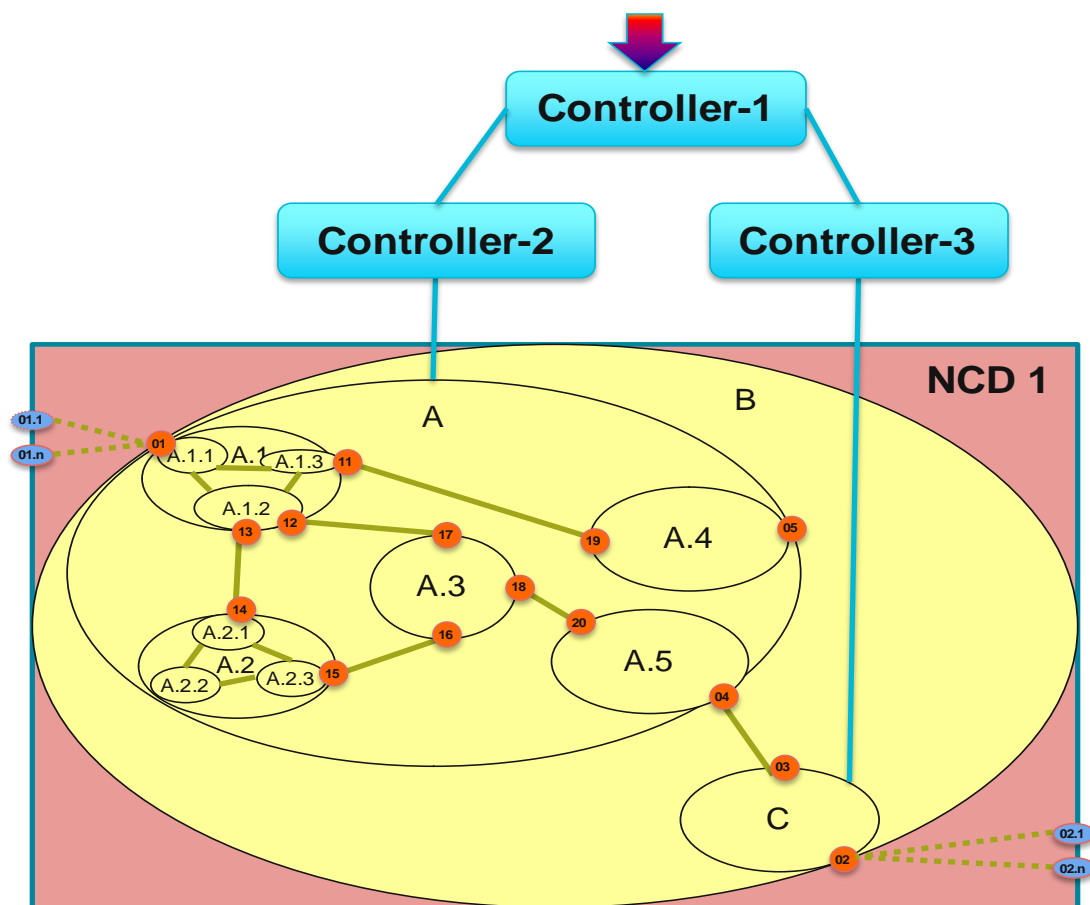 Controller-1
Controller-2
Controller-3
NCD 1
B
A
01.1
01.n
01
A.1.1
A.1
A.1.3
11
A.1.2
12
13
17
19
A.4
05
A.3
18
14
20
16
A.2.1
A.2
A.2.2
A.2.3
15
A.5
04
03
C
02
02.1
02.n